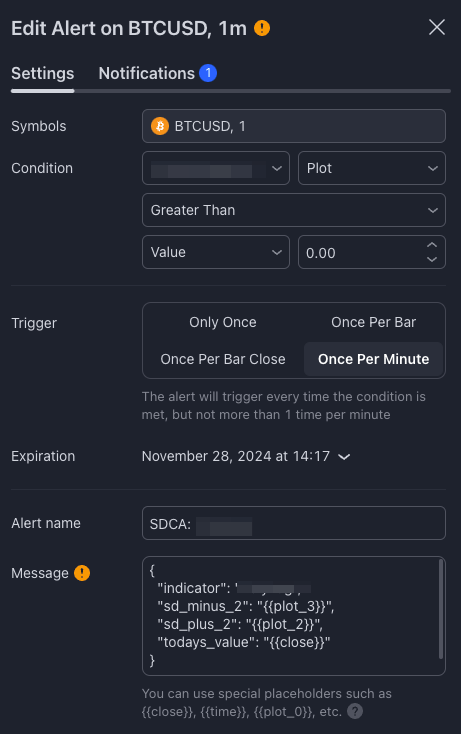 Edit Alert on BTCUSD, 1m
Settings Notifications 1
Symbols BTCUSD, 1
Condition Plot
Greater Than
Value 0.00
Trigger Only Once Once Per Bar
Once Per Bar Close Once Per Minute
The alert will trigger every time the condition is
met, but not more than 1 time per minute
Expiration November 28, 2024 at 14:17
Alert name SDCA:
Message {
"indicator": "
"sd_minus_2": "{{plot_3}}",
"sd_plus_2": "{{plot_2}}",
"todays_value": "{{close}}"
}
You can use special placeholders such as
{{close}}, {{time}}, {{plot_0}}, etc. ?